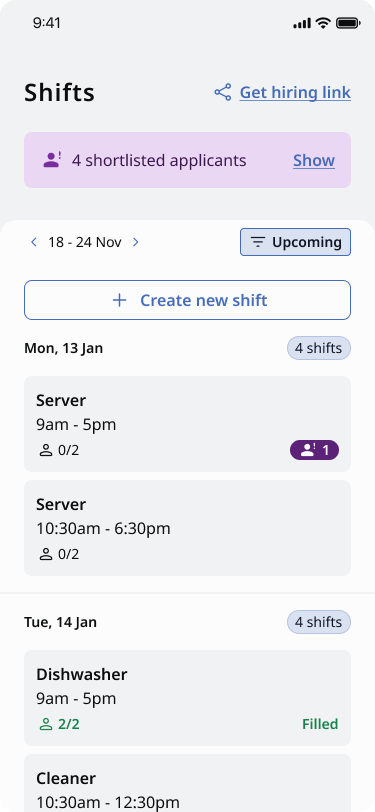 9:41
Shifts
Get hiring link
4 shortlisted applicants
Show
18 - 24 Nov
Upcoming
Create new shift
Mon, 13 Jan
4 shifts
Server
9am - 5pm
0/2
1
Server
10:30am - 6:30pm
0/2
Tue, 14 Jan
4 shifts
Dishwasher
9am - 5pm
2/2
Filled
Cleaner
10:30am - 12:30pm